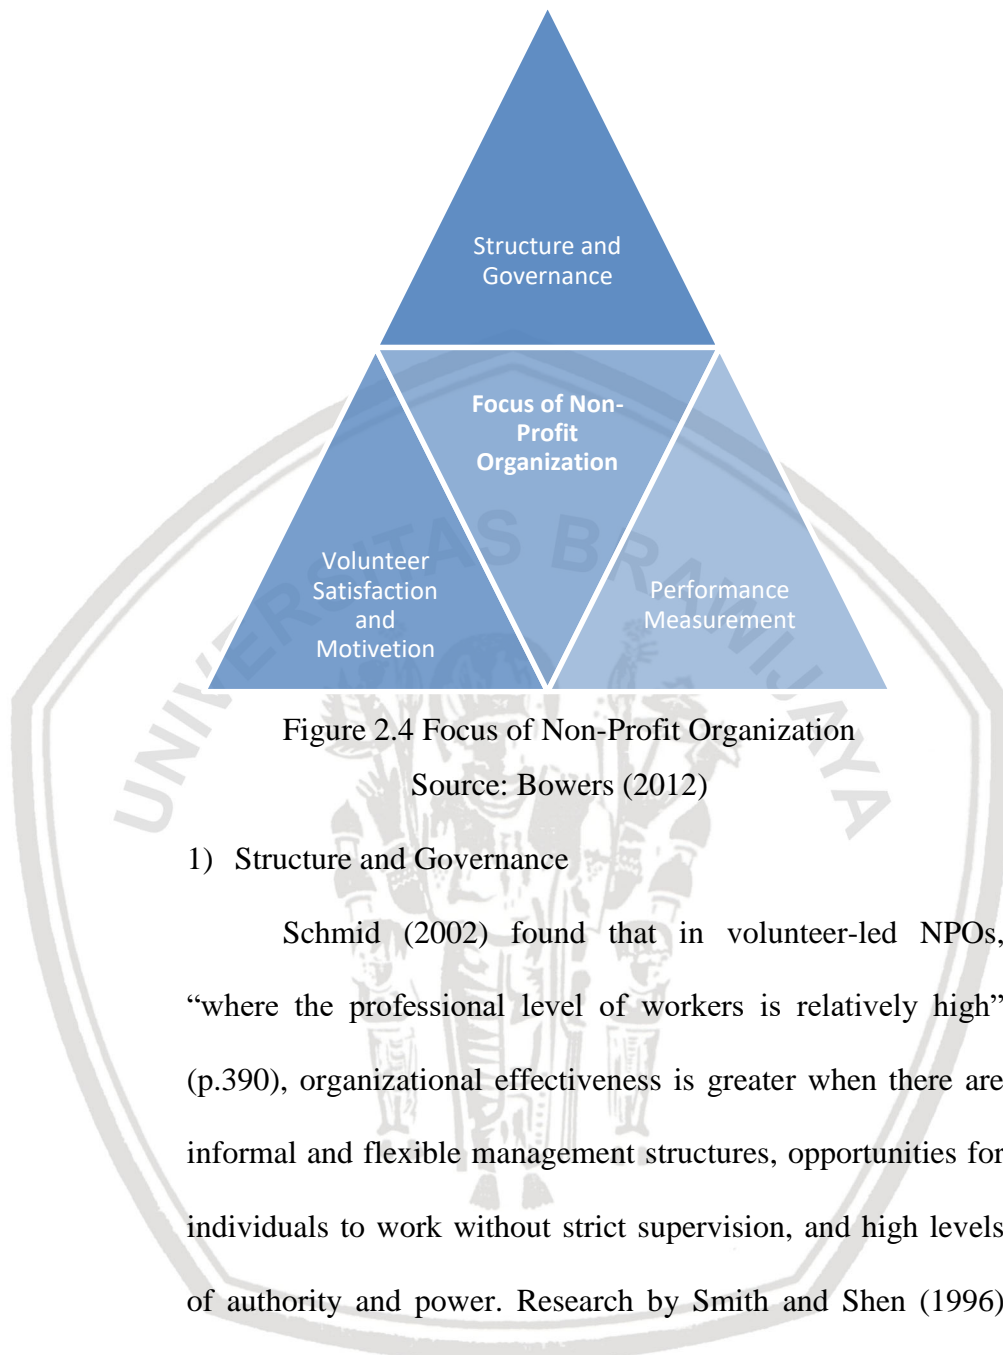 Structure and
Governance
Focus of Non-
Profit
Organization
Volunteer
Satisfaction
and
Motivetion
Performance
Measurement
UNIVERSITAS BRAWIJAYA
Figure 2.4 Focus of Non-Profit Organization
Source: Bowers (2012)
1) Structure and Governance
Schmid (2002) found that in volunteer-led NPOs,
“where the professional level of workers is relatively high”
(p.390), organizational effectiveness is greater when there are
informal and flexible management structures, opportunities for
individuals to work without strict supervision, and high levels
of authority and power. Research by Smith and Shen (1996)